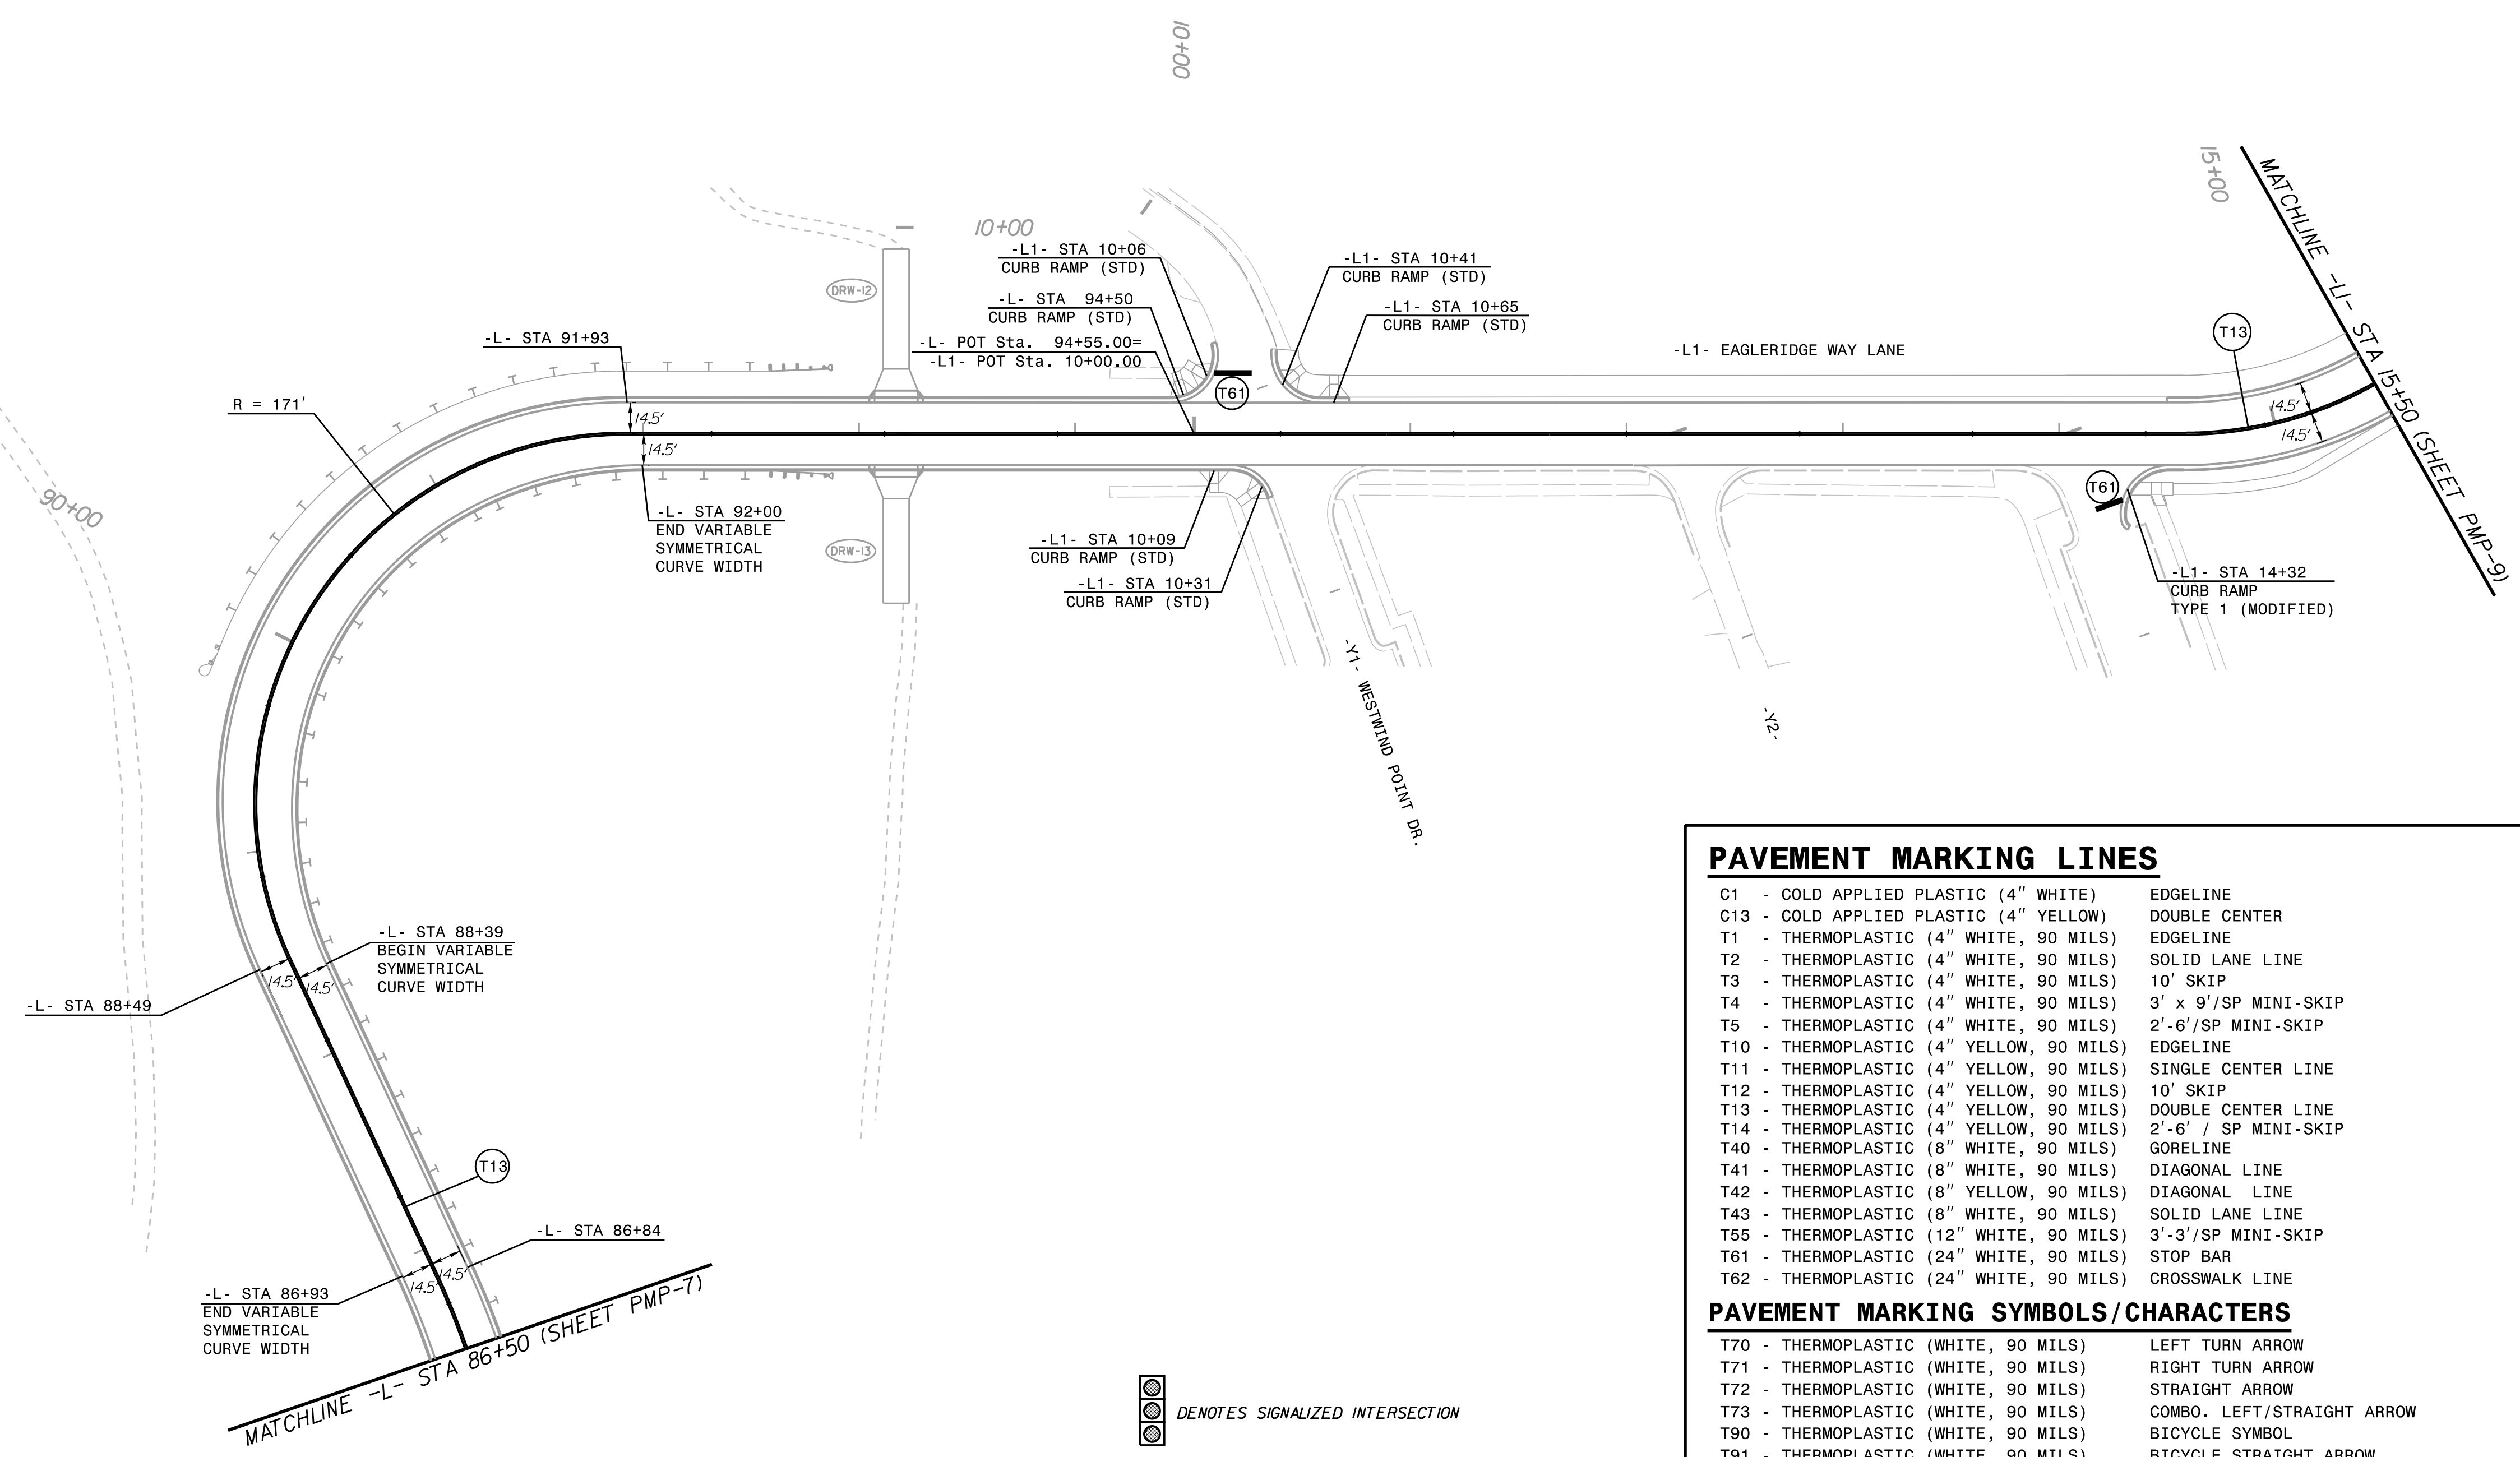 10+00
15+00
MATCHLINE -L1- STA 15+50 (SHEET PMP-9)
10+00
-L1- STA 10+06
CURB RAMP (STD)
-L1- STA 10+41
CURB RAMP (STD)
DRW-12
-L- STA 94+50
CURB RAMP (STD)
-L1- STA 10+65
CURB RAMP (STD)
T13
-L- STA 91+93
-L- POT Sta. 94+55.00=
-L1- POT Sta. 10+00.00
-L1- EAGLERIDGE WAY LANE
T61
R = 171'
14.5'
14.5'
14.5'
14.5'
90+00
T61
-L- STA 92+00
END VARIABLE
SYMMETRICAL
CURVE WIDTH
DRW-13
-L1- STA 10+09
CURB RAMP (STD)
-L1- STA 10+31
CURB RAMP (STD)
-L1- STA 14+32
CURB RAMP
TYPE 1 (MODIFIED)
-Y1- WESTWIND POINT DR.
-Y2-
-L- STA 88+39
BEGIN VARIABLE
SYMMETRICAL
CURVE WIDTH
14.5'
14.5'
-L- STA 88+49
T13
-L- STA 86+84
14.5'
14.5'
-L- STA 86+93
END VARIABLE
SYMMETRICAL
CURVE WIDTH
MATCHLINE -L- STA 86+50 (SHEET PMP-7)
DENOTES SIGNALIZED INTERSECTION
PAVEMENT MARKING LINES
C1 - COLD APPLIED PLASTIC (4" WHITE) EDGELINE
C13 - COLD APPLIED PLASTIC (4" YELLOW) DOUBLE CENTER
T1 - THERMOPLASTIC (4" WHITE, 90 MILS) EDGELINE
T2 - THERMOPLASTIC (4" WHITE, 90 MILS) SOLID LANE LINE
T3 - THERMOPLASTIC (4" WHITE, 90 MILS) 10' SKIP
T4 - THERMOPLASTIC (4" WHITE, 90 MILS) 3' x 9'/SP MINI-SKIP
T5 - THERMOPLASTIC (4" WHITE, 90 MILS) 2'-6'/SP MINI-SKIP
T10 - THERMOPLASTIC (4" YELLOW, 90 MILS) EDGELINE
T11 - THERMOPLASTIC (4" YELLOW, 90 MILS) SINGLE CENTER LINE
T12 - THERMOPLASTIC (4" YELLOW, 90 MILS) 10' SKIP
T13 - THERMOPLASTIC (4" YELLOW, 90 MILS) DOUBLE CENTER LINE
T14 - THERMOPLASTIC (4" YELLOW, 90 MILS) 2'-6' / SP MINI-SKIP
T40 - THERMOPLASTIC (8" WHITE, 90 MILS) GORELINE
T41 - THERMOPLASTIC (8" WHITE, 90 MILS) DIAGONAL LINE
T42 - THERMOPLASTIC (8" YELLOW, 90 MILS) DIAGONAL LINE
T43 - THERMOPLASTIC (8" WHITE, 90 MILS) SOLID LANE LINE
T55 - THERMOPLASTIC (12" WHITE, 90 MILS) 3'-3'/SP MINI-SKIP
T61 - THERMOPLASTIC (24" WHITE, 90 MILS) STOP BAR
T62 - THERMOPLASTIC (24" WHITE, 90 MILS) CROSSWALK LINE
PAVEMENT MARKING SYMBOLS/CHARACTERS
T70 - THERMOPLASTIC (WHITE, 90 MILS) LEFT TURN ARROW
T71 - THERMOPLASTIC (WHITE, 90 MILS) RIGHT TURN ARROW
T72 - THERMOPLASTIC (WHITE, 90 MILS) STRAIGHT ARROW
T73 - THERMOPLASTIC (WHITE, 90 MILS) COMBO. LEFT/STRAIGHT ARROW
T90 - THERMOPLASTIC (WHITE, 90 MILS) BICYCLE SYMBOL
T91 - THERMOPLASTIC (WHITE, 90 MILS) BICYCLE STRAIGHT ARROW